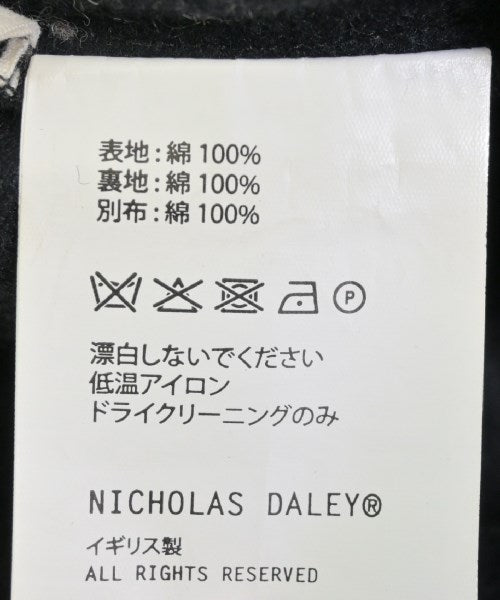 表地 : 綿 100%
裏地 : 綿 100%
別布 : 綿 100%
P
漂白しないでください
低温アイロン
ドライクリーニングのみ
NICHOLAS DALEY®
イギリス製
ALL RIGHTS RESERVED